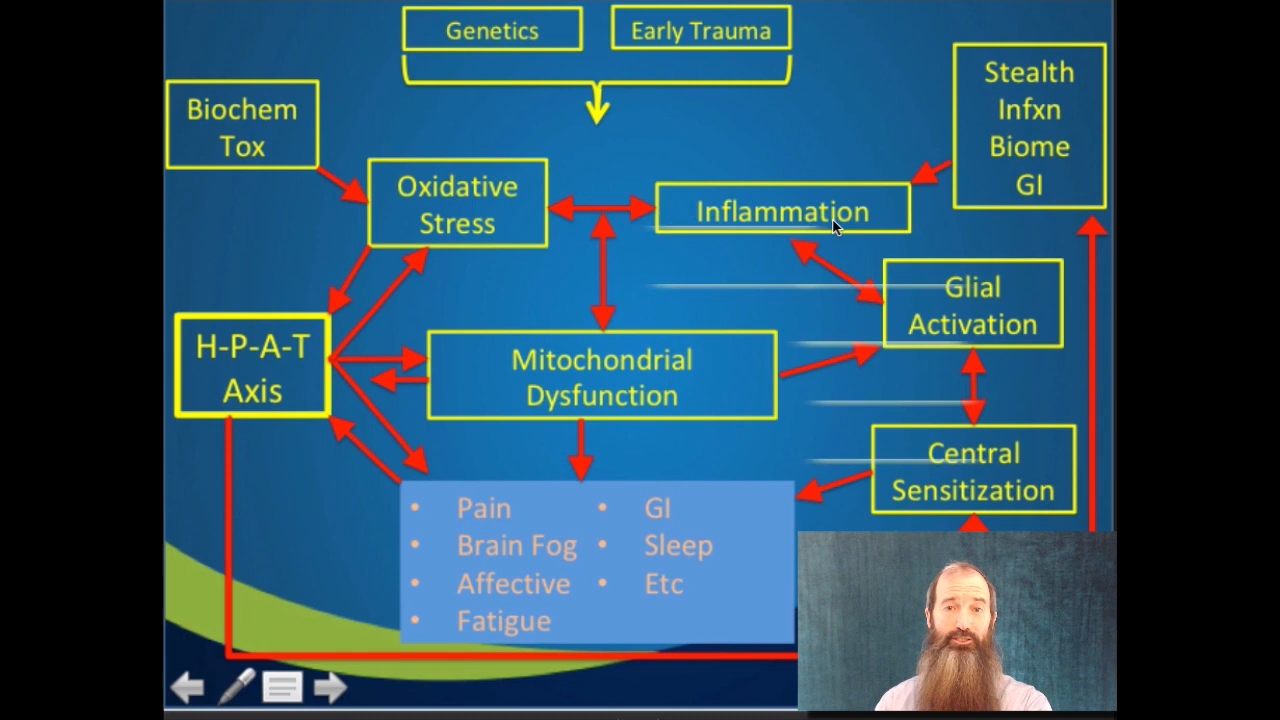 Genetics
Early Trauma
Biochem
Tox
Stealth
Infxn
Biome
GI
Oxidative
Stress
Inflammation
Glial
Activation
H-P-A-T
Axis
Mitochondrial
Dysfunction
Central
Sensitization
• Pain
• Brain Fog
• Affective
• Fatigue
• GI
• Sleep
• Etc